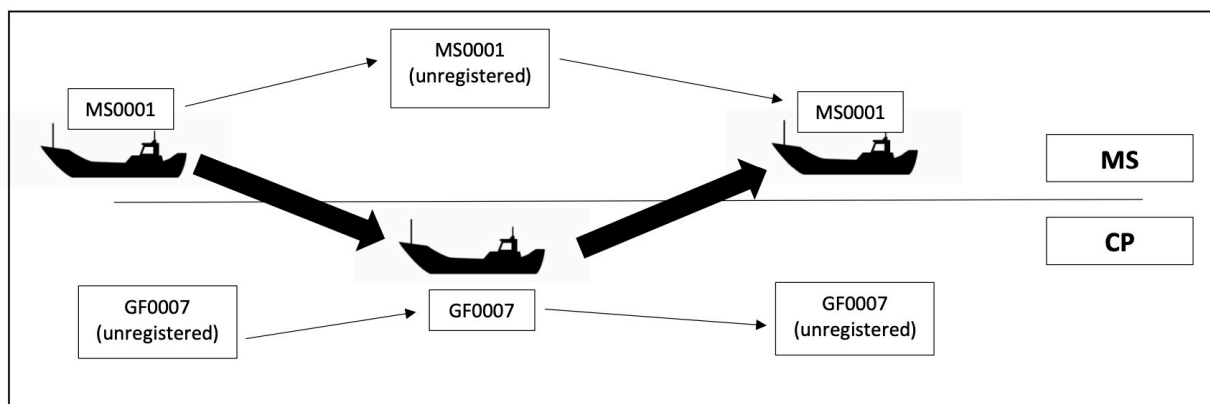 MS0001
(unregistered)
MS0001
MS0001
MS
CP
GF0007
(unregistered)
GF0007
GF0007
(unregistered)